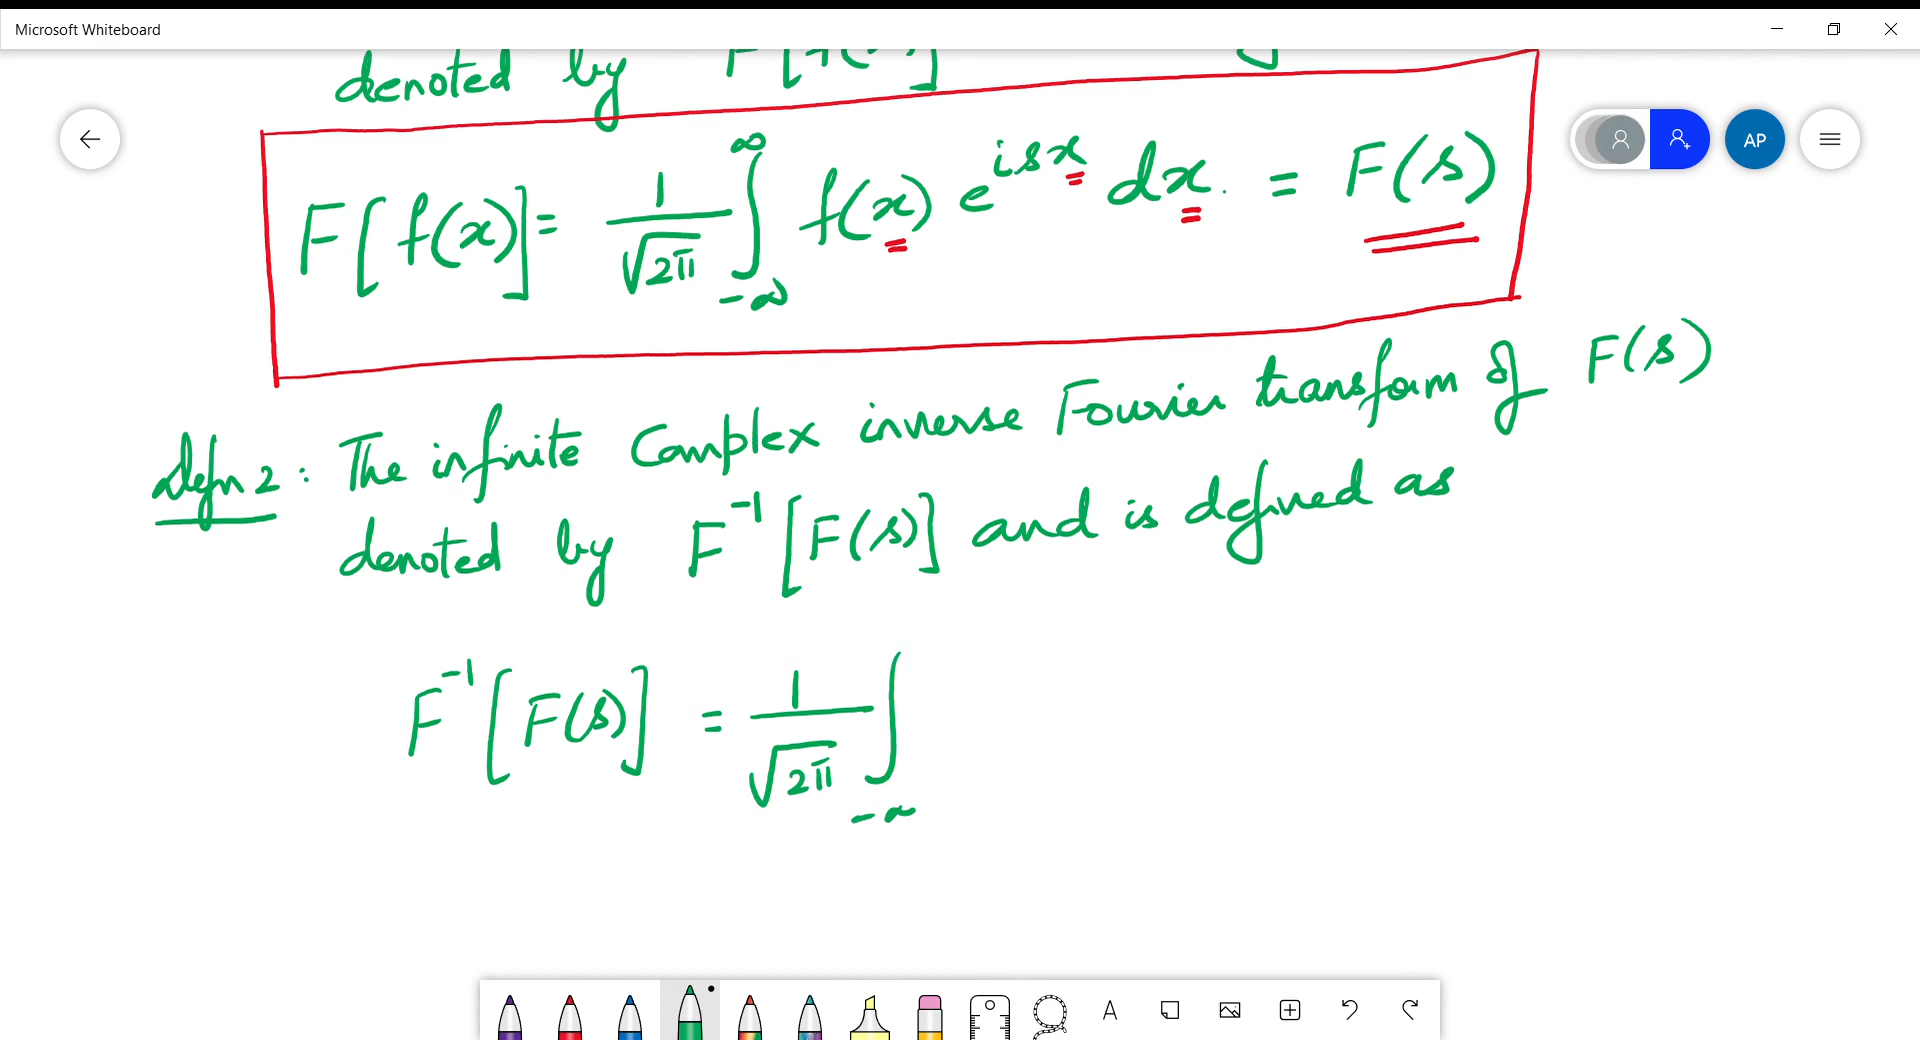 Microsoft Whiteboard
denoted by F[f(x)]
F[f(x)] = 1/√2π ∫_{-∞}^{∞} f(x) e^{isx} dx. = F(s)
AP
Defn 2 : The infinite Complex inverse Fourier transform of F(s)
denoted by F^{-1}[F(s)] and is defined as
F^{-1}[F(s)] = 1/√2π ∫_{-∞}